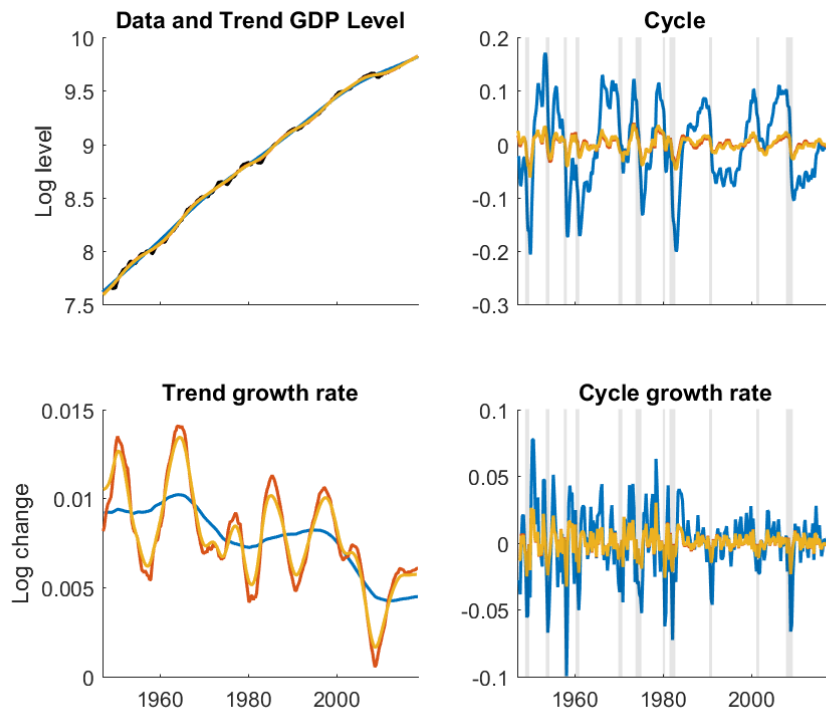 Data and Trend GDP Level
10
9.5
9
8.5
8
7.5
Log level
Cycle
0.2
0.1
0
-0.1
-0.2
-0.3
Trend growth rate
0.015
0.01
0.005
0
Log change
1960 1980 2000
Cycle growth rate
0.1
0.05
0
-0.05
-0.1
1960 1980 2000